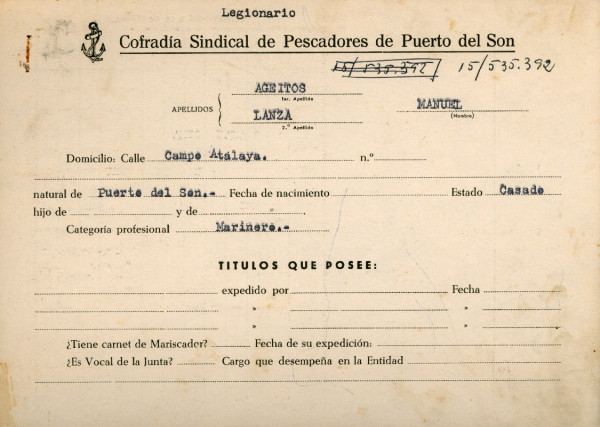 Legionario
Cofradía Sindical de Pescadores de Puerto del Son
15/535.392 15/535.392
AGEITOS
1er. Apellido
APELLIDOS
MANUEL
(Nombre)
LANZA
2.º Apellido
Domicilio: Calle Campo Atalaya. n.º
natural de Puerto del Son.- Fecha de nacimiento Estado Casado
hijo de y de
Categoría profesional Marinero.-
TITULOS QUE POSEE:
expedido por Fecha
» »
» »
¿Tiene carnet de Mariscador? Fecha de su expedición:
¿Es Vocal de la Junta? Cargo que desempeña en la Entidad